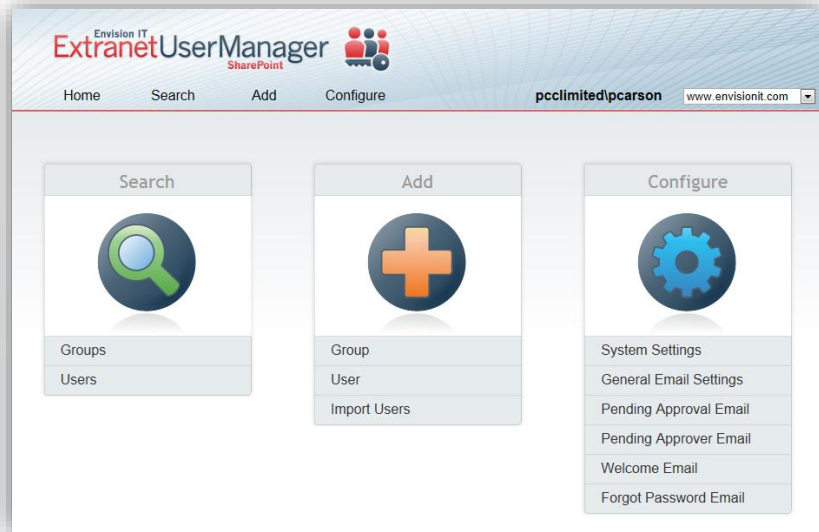 Envision IT
ExtranetUserManager
SharePoint
Home Search Add Configure pcclimited\pcarson www.envisionit.com
Search
Groups
Users
Add
Group
User
Import Users
Configure
System Settings
General Email Settings
Pending Approval Email
Pending Approver Email
Welcome Email
Forgot Password Email